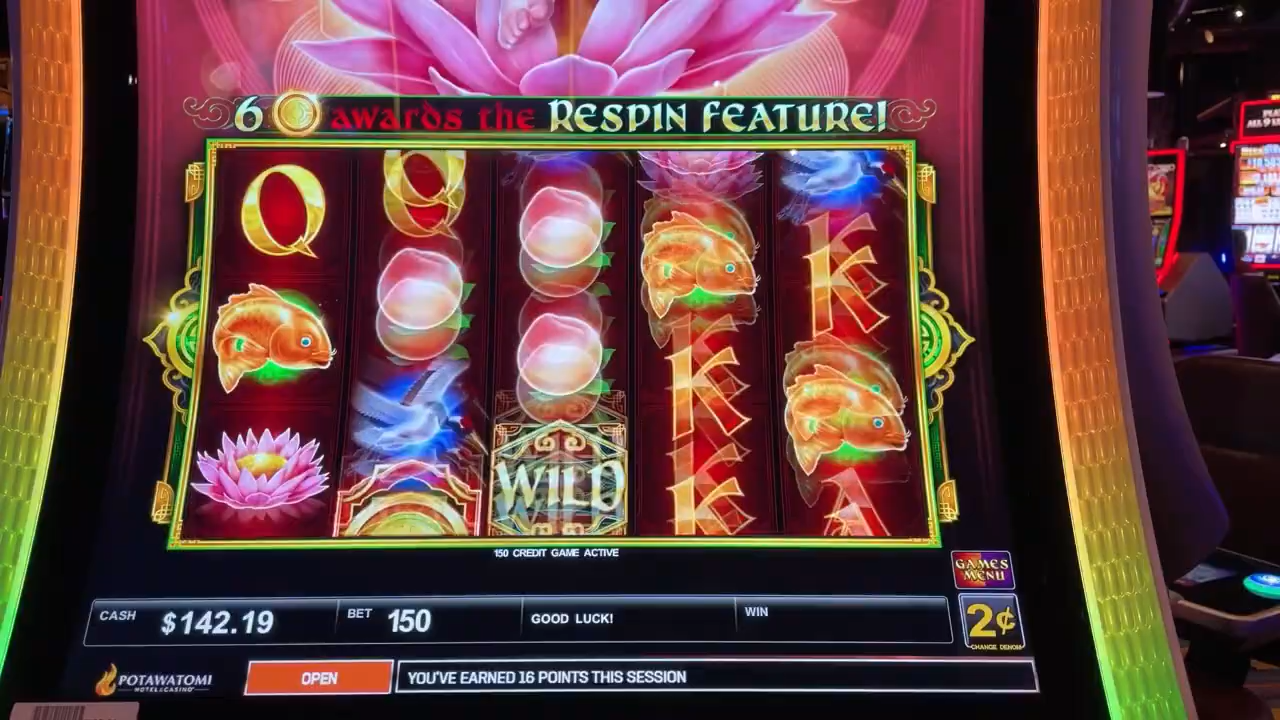 6 awards the RESPIN FEATURE!
Q Q
K
K
WILD K
A
150 CREDIT GAME ACTIVE
GAMES MENU
CASH $142.19 BET 150 GOOD LUCK! WIN
2¢
CHANGE DENOM
POTAWATOMI
HOTEL & CASINO
OPEN YOU'VE EARNED 16 POINTS THIS SESSION